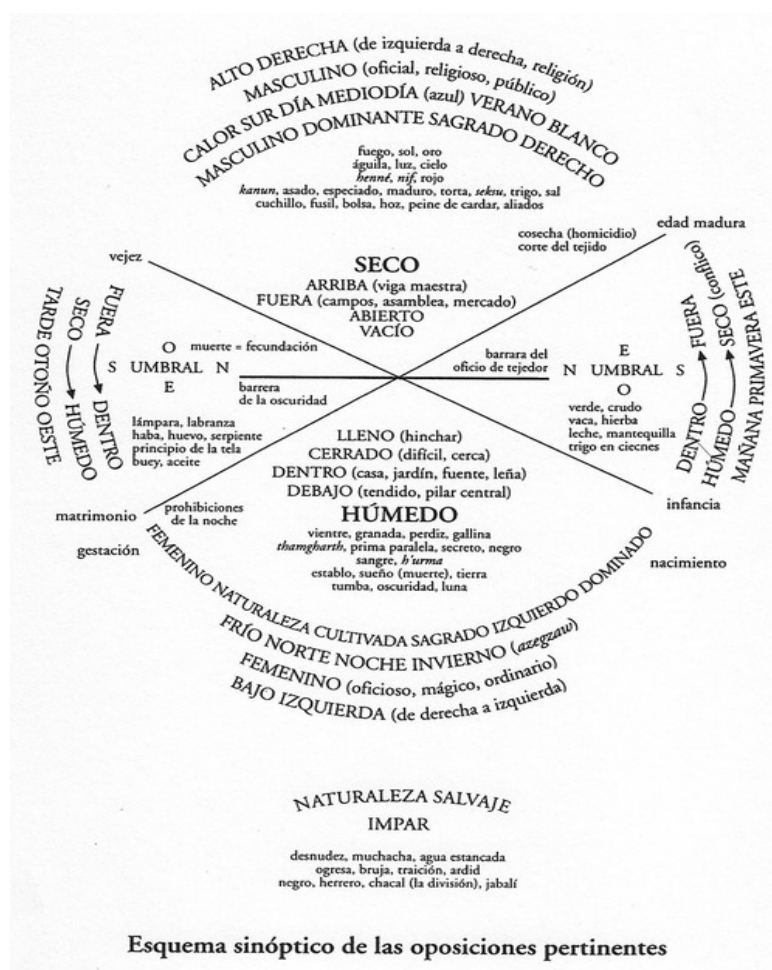 ALTO DERECHA (de izquierda a derecha, religión)
MASCULINO (oficial, religioso, público)
CALOR SUR DÍA MEDIODÍA (azul) VERANO BLANCO
MASCULINO DOMINANTE SAGRADO DERECHO
fuego, sol, oro
águila, luz, cielo
henné, nif, rojo
kanun, asado, especiado, maduro, torta, seksu, trigo, sal
cuchillo, fusil, bolsa, hoz, peine de cardar, aliados
edad madura
cosecha (homicidio)
corte del tejido
vejez
SECO
ARRIBA (viga maestra)
FUERA (campos, asamblea, mercado)
ABIERTO
VACÍO
TARDE OTOÑO OESTE
SECO
HÚMEDO
FUERA
DENTRO
O
S UMBRAL N
E
muerte = fecundación
barrera
de la oscuridad
lámpara, labranza
haba, huevo, serpiente
principio de la tela
buey, aceite
barrara del
oficio de tejedor
E
N UMBRAL S
O
verde, crudo
vaca, hierba
leche, mantequilla
trigo en ciecnes
DENTRO
FUERA
HÚMEDO
SECO (conflico)
MAÑANA PRIMAVERA ESTE
LLENO (hinchar)
CERRADO (difícil, cerca)
DENTRO (casa, jardín, fuente, leña)
DEBAJO (tendido, pilar central)
HÚMEDO
vientre, granada, perdiz, gallina
thamgharth, prima paralela, secreto, negro
sangre, h'urma
establo, sueño (muerte), tierra
tumba, oscuridad, luna
matrimonio
prohibiciones
de la noche
gestación
infancia
nacimiento
FEMENINO NATURALEZA CULTIVADA SAGRADO IZQUIERDO DOMINADO
FRÍO NORTE NOCHE INVIERNO (azegzaw)
FEMENINO (oficioso, mágico, ordinario)
BAJO IZQUIERDA (de derecha a izquierda)
NATURALEZA SALVAJE
IMPAR
desnudez, muchacha, agua estancada
ogresa, bruja, traición, ardid
negro, herrero, chacal (la división), jabalí
Esquema sinóptico de las oposiciones pertinentes